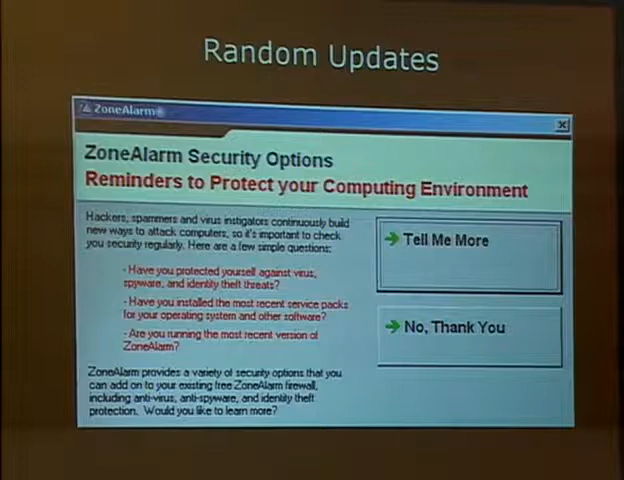 Random Updates
ZoneAlarm®
ZoneAlarm Security Options
Reminders to Protect your Computing Environment
Hackers, spammers and virus instigators continuously build
new ways to attack computers, so it's important to check
you security regularly. Here are a few simple questions:
- Have you protected yourself against virus,
spyware, and identity theft threats?
- Have you installed the most recent service packs
for your operating system and other software?
- Are you running the most recent version of
ZoneAlarm?
ZoneAlarm provides a variety of security options that you
can add on to your existing free ZoneAlarm firewall,
including anti-virus, anti-spyware, and identity theft
protection. Would you like to learn more?
Tell Me More
No, Thank You